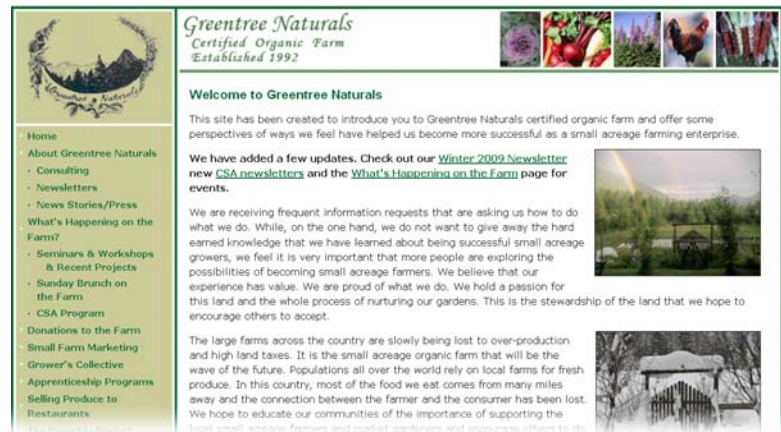 Greentree Naturals
Certified Organic Farm
Established 1992
Greentree Naturals
Home
About Greentree Naturals
· Consulting
· Newsletters
· News Stories/Press
What's Happening on the
Farm?
· Seminars & Workshops
& Recent Projects
· Sunday Brunch on
the Farm
· CSA Program
Donations to the Farm
Small Farm Marketing
Grower's Collective
Apprenticeship Programs
Selling Produce to
Restaurants
Welcome to Greentree Naturals
This site has been created to introduce you to Greentree Naturals certified organic farm and offer some
perspectives of ways we feel have helped us become more successful as a small acreage farming enterprise.
We have added a few updates. Check out our Winter 2009 Newsletter
new CSA newsletters and the What's Happening on the Farm page for
events.
We are receiving frequent information requests that are asking us how to do
what we do. While, on the one hand, we do not want to give away the hard
earned knowledge that we have learned about being successful small acreage
growers, we feel it is very important that more people are exploring the
possibilities of becoming small acreage farmers. We believe that our
experience has value. We are proud of what we do. We hold a passion for
this land and the whole process of nurturing our gardens. This is the stewardship of the land that we hope to
encourage others to accept.
The large farms across the country are slowly being lost to over-production
and high land taxes. It is the small acreage organic farm that will be the
wave of the future. Populations all over the world rely on local farms for fresh
produce. In this country, most of the food we eat comes from many miles
away and the connection between the farmer and the consumer has been lost.
We hope to educate our communities of the importance of supporting the
local small acreage farmers and market gardeners and encourage others to do